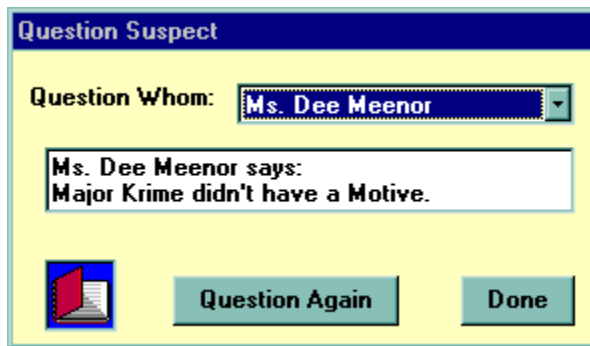 Question Suspect
Question Whom: Ms. Dee Meenor
Ms. Dee Meenor says:
Major Krime didn't have a Motive.
Question Again Done